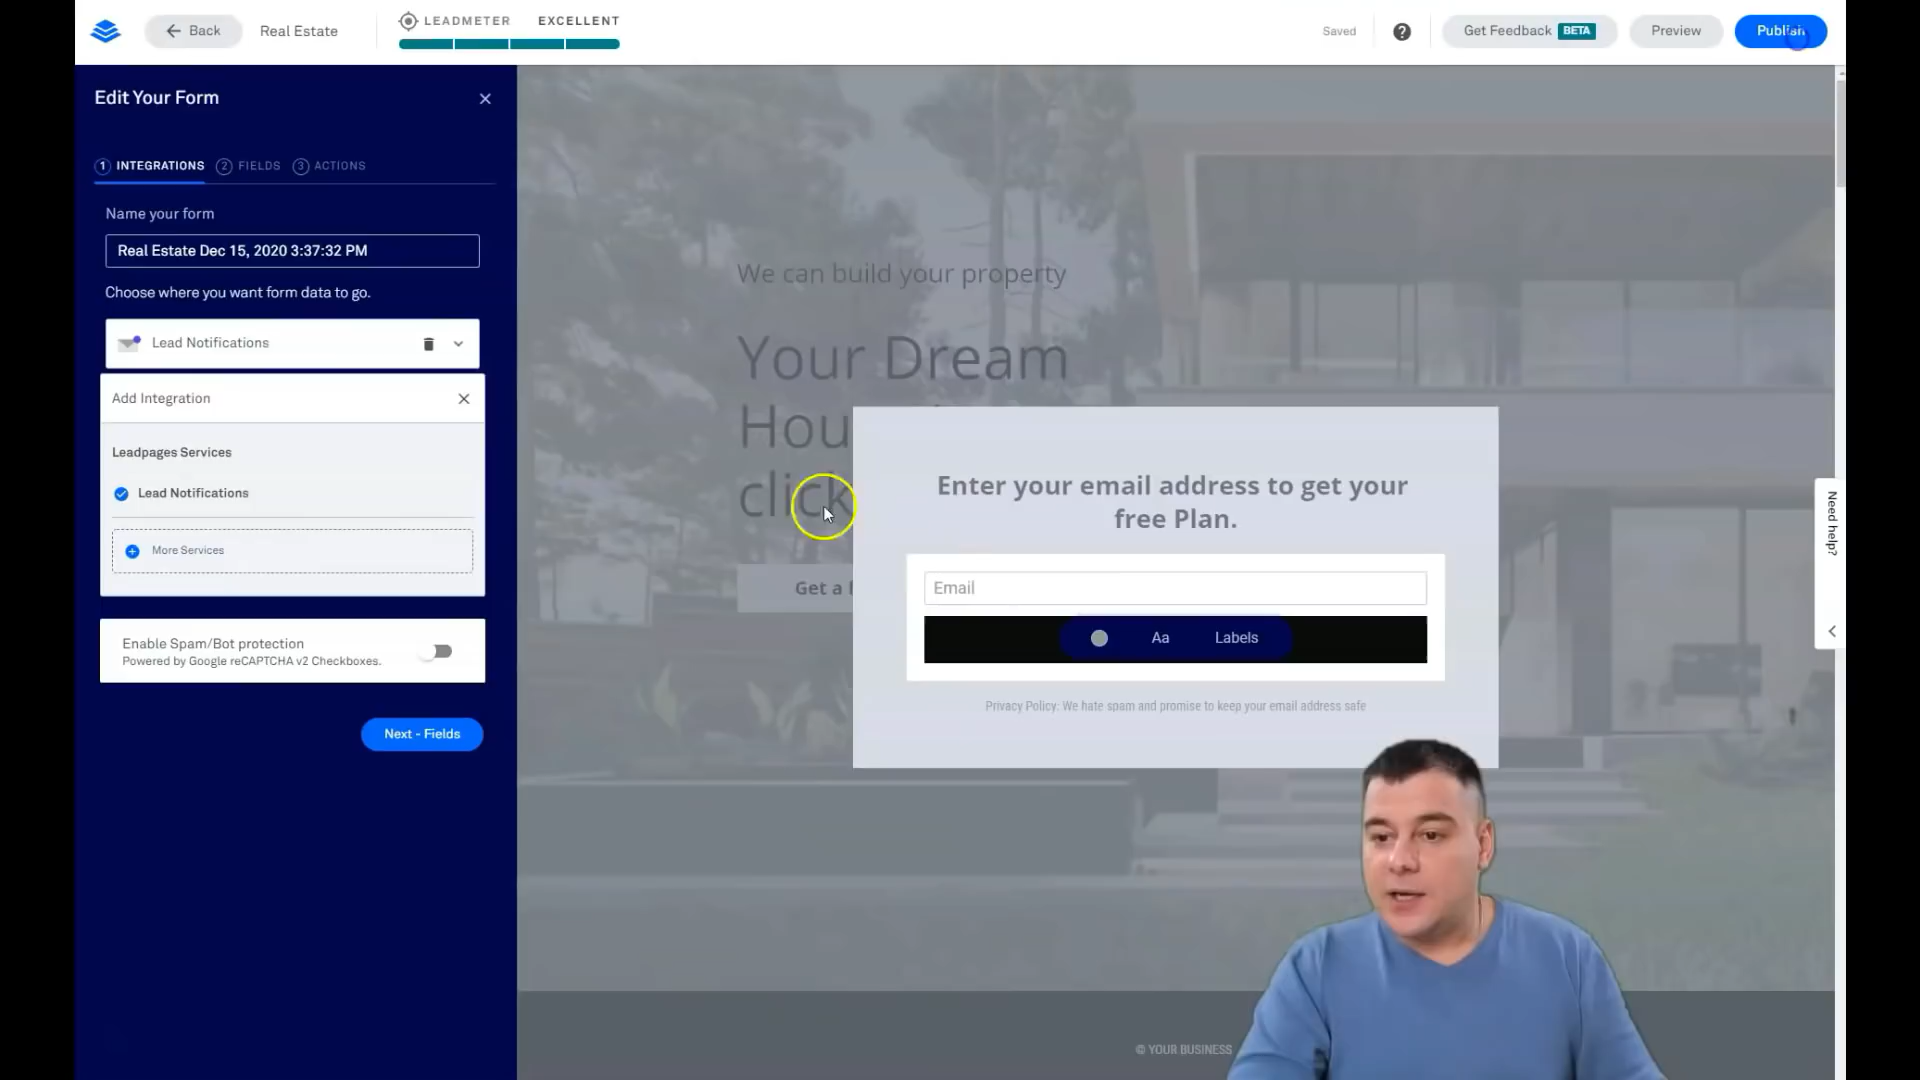 Back
Real Estate
LEADMETER EXCELLENT
Saved
?
Get Feedback BETA
Preview
Publish
Edit Your Form
1 INTEGRATIONS 2 FIELDS 3 ACTIONS
Name your form
Real Estate Dec 15, 2020 3:37:32 PM
Choose where you want form data to go.
Lead Notifications
Add Integration
Leadpages Services
Lead Notifications
More Services
Enable Spam/Bot protection
Powered by Google reCAPTCHA v2 Checkboxes.
Next - Fields
We can build your property
Your Dream
Hou
click
Get a f
Enter your email address to get your
free Plan.
Email
Aa Labels
Privacy Policy: We hate spam and promise to keep your email address safe
Need help?
© YOUR BUSINESS